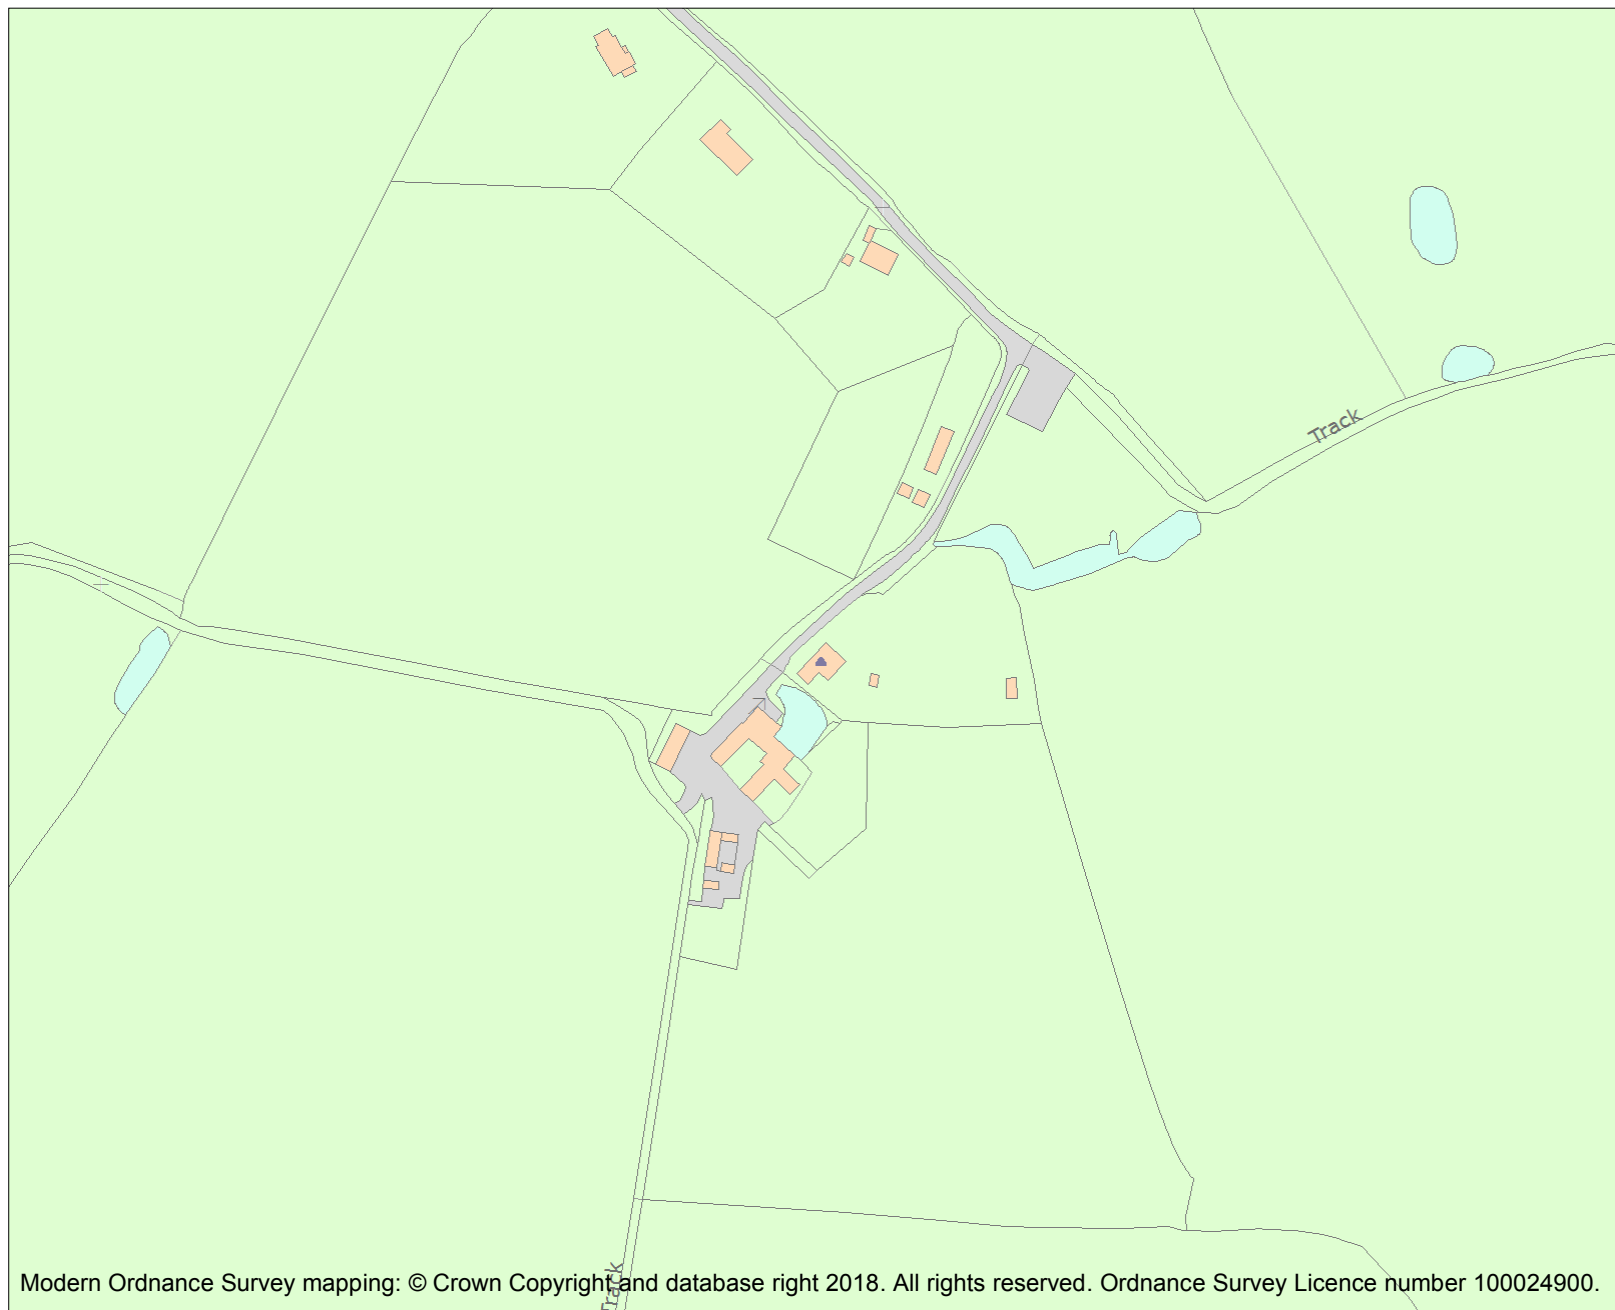 Track
Track
Modern Ordnance Survey mapping: © Crown Copyright and database right 2018. All rights reserved. Ordnance Survey Licence number 100024900.